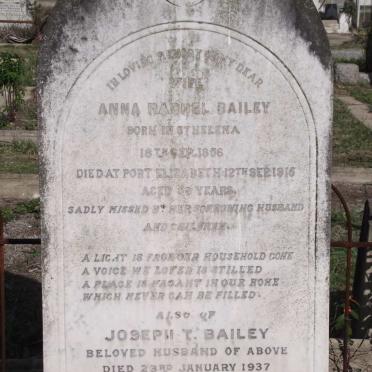 IN LOVING MEMORY OF MY DEAR
WIFE
ANNA RACHEL BAILEY
BORN IN ST HELENA
18TH SEP. 1856
DIED AT PORT ELIZABETH 12TH SEP. 1916
AGED YEARS
SADLY MISSED BY HER SORROWING HUSBAND
AND CHILDREN
A LIGHT IS FROM OUR HOUSEHOLD GONE
A VOICE WE LOVED IS STILLED
A PLACE IS VACANT IN OUR HOME
WHICH NEVER CAN BE FILLED
ALSO OF
JOSEPH T. BAILEY
BELOVED HUSBAND OF ABOVE
DIED 23RD JANUARY 1937